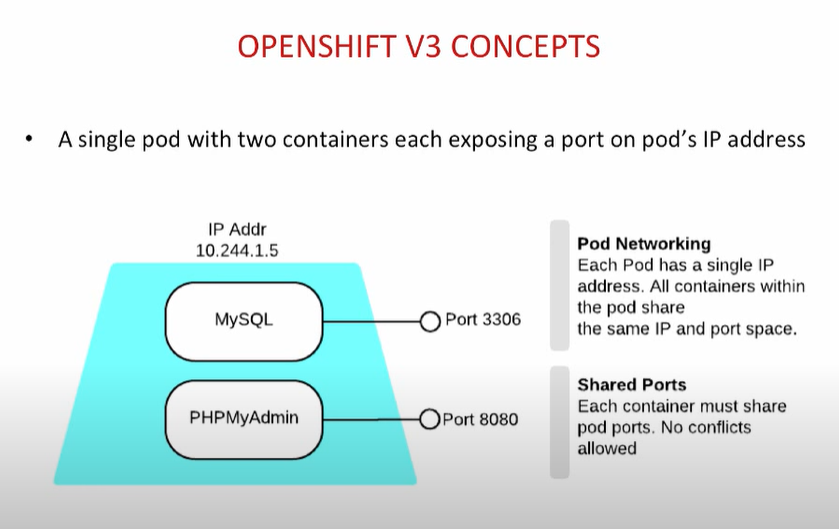 OPENSHIFT V3 CONCEPTS
• A single pod with two containers each exposing a port on pod's IP address
IP Addr
10.244.1.5
MySQL
Port 3306
PHPMyAdmin
Port 8080
Pod Networking
Each Pod has a single IP
address. All containers within
the pod share
the same IP and port space.
Shared Ports
Each container must share
pod ports. No conflicts
allowed